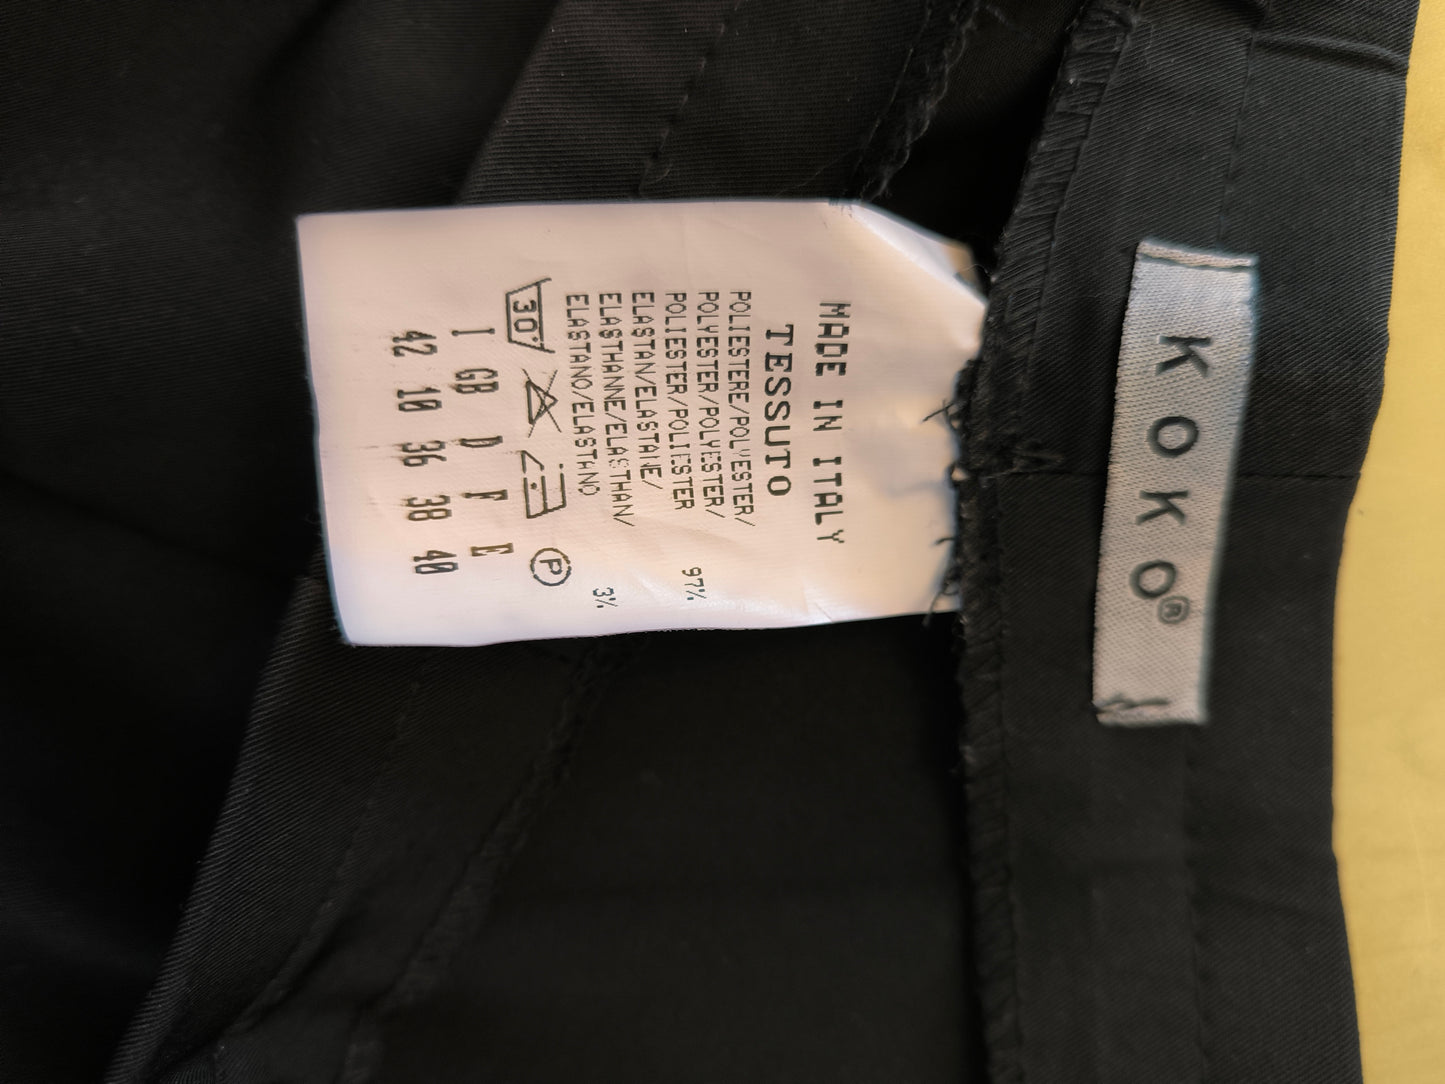 KOKO®
MADE IN ITALY
TESSUTO
POLIESTERE/POLYESTER/
POLYESTER/POLYESTER/
POLIESTER/POLIESTER 97%
ELASTAN/ELASTANE/
ELASTHANNE/ELASTHAN/
ELASTANO/ELASTANO 3%
30° P
I GB D F E
42 10 36 38 40